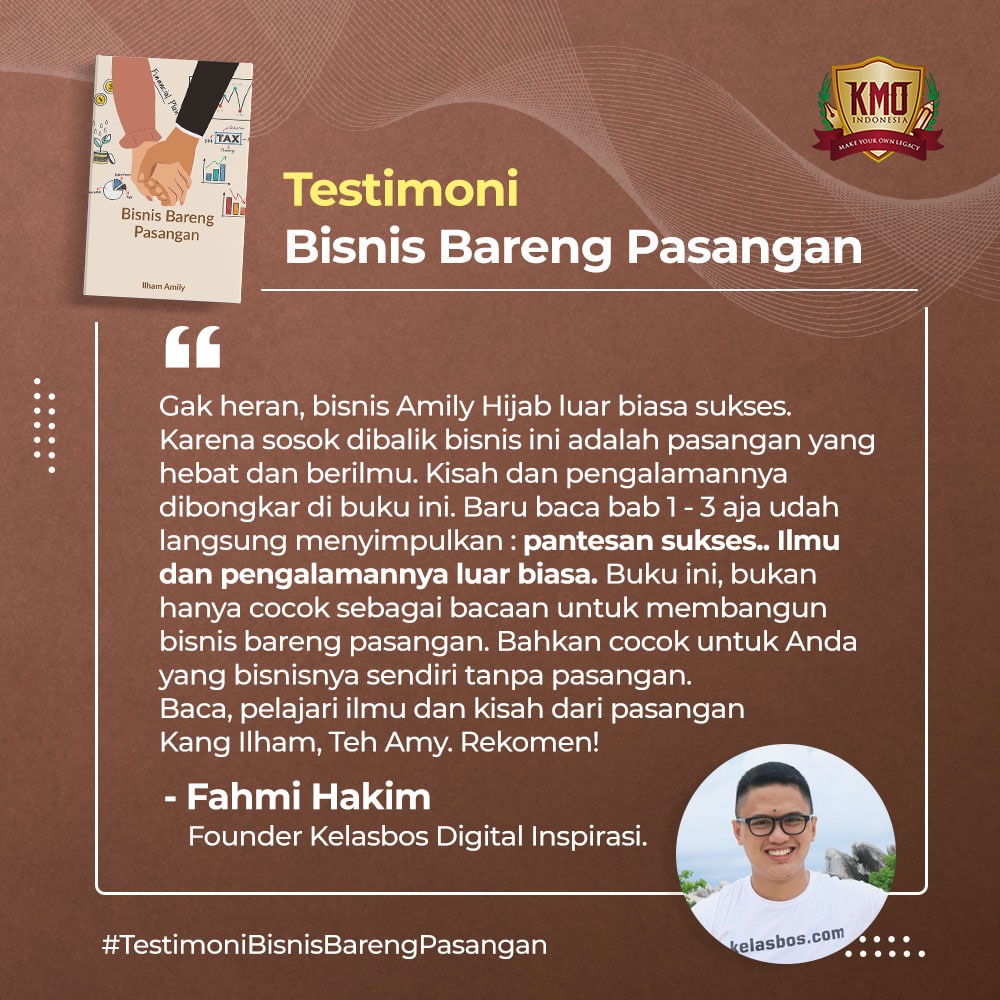 Financial Plan
TAX
Bisnis Bareng
Pasangan
Ilham Amily
KMO
INDONESIA
MAKE YOUR OWN LEGACY
Testimoni
Bisnis Bareng Pasangan
“
Gak heran, bisnis Amily Hijab luar biasa sukses.
Karena sosok dibalik bisnis ini adalah pasangan yang
hebat dan berilmu. Kisah dan pengalamannya
dibongkar di buku ini. Baru baca bab 1 - 3 aja udah
langsung menyimpulkan : pantesan sukses.. Ilmu
dan pengalamannya luar biasa. Buku ini, bukan
hanya cocok sebagai bacaan untuk membangun
bisnis bareng pasangan. Bahkan cocok untuk Anda
yang bisnisnya sendiri tanpa pasangan.
Baca, pelajari ilmu dan kisah dari pasangan
Kang Ilham, Teh Amy. Rekomen!
- Fahmi Hakim
Founder Kelasbos Digital Inspirasi.
kelasbos.com
#TestimoniBisnisBarengPasangan